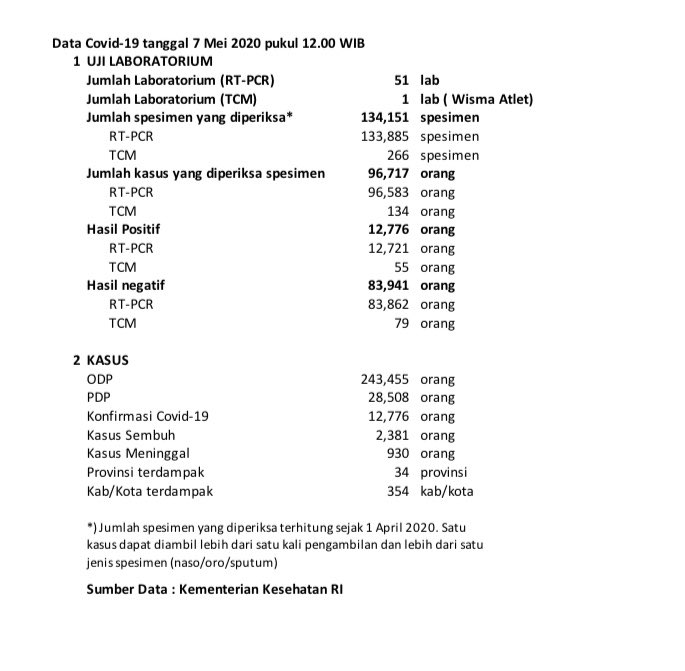 Data Covid-19 tanggal 7 Mei 2020 pukul 12.00 WIB
1 UJI LABORATORIUM
Jumlah Laboratorium (RT-PCR) 51 lab
Jumlah Laboratorium (TCM) 1 lab ( Wisma Atlet)
Jumlah spesimen yang diperiksa* 134,151 spesimen
RT-PCR 133,885 spesimen
TCM 266 spesimen
Jumlah kasus yang diperiksa spesimen 96,717 orang
RT-PCR 96,583 orang
TCM 134 orang
Hasil Positif 12,776 orang
RT-PCR 12,721 orang
TCM 55 orang
Hasil negatif 83,941 orang
RT-PCR 83,862 orang
TCM 79 orang
2 KASUS
ODP 243,455 orang
PDP 28,508 orang
Konfirmasi Covid-19 12,776 orang
Kasus Sembuh 2,381 orang
Kasus Meninggal 930 orang
Provinsi terdampak 34 provinsi
Kab/Kota terdampak 354 kab/kota
*) Jumlah spesimen yang diperiksa terhitung sejak 1 April 2020. Satu
kasus dapat diambil lebih dari satu kali pengambilan dan lebih dari satu
jenis spesimen (naso/oro/sputum)
Sumber Data : Kementerian Kesehatan RI